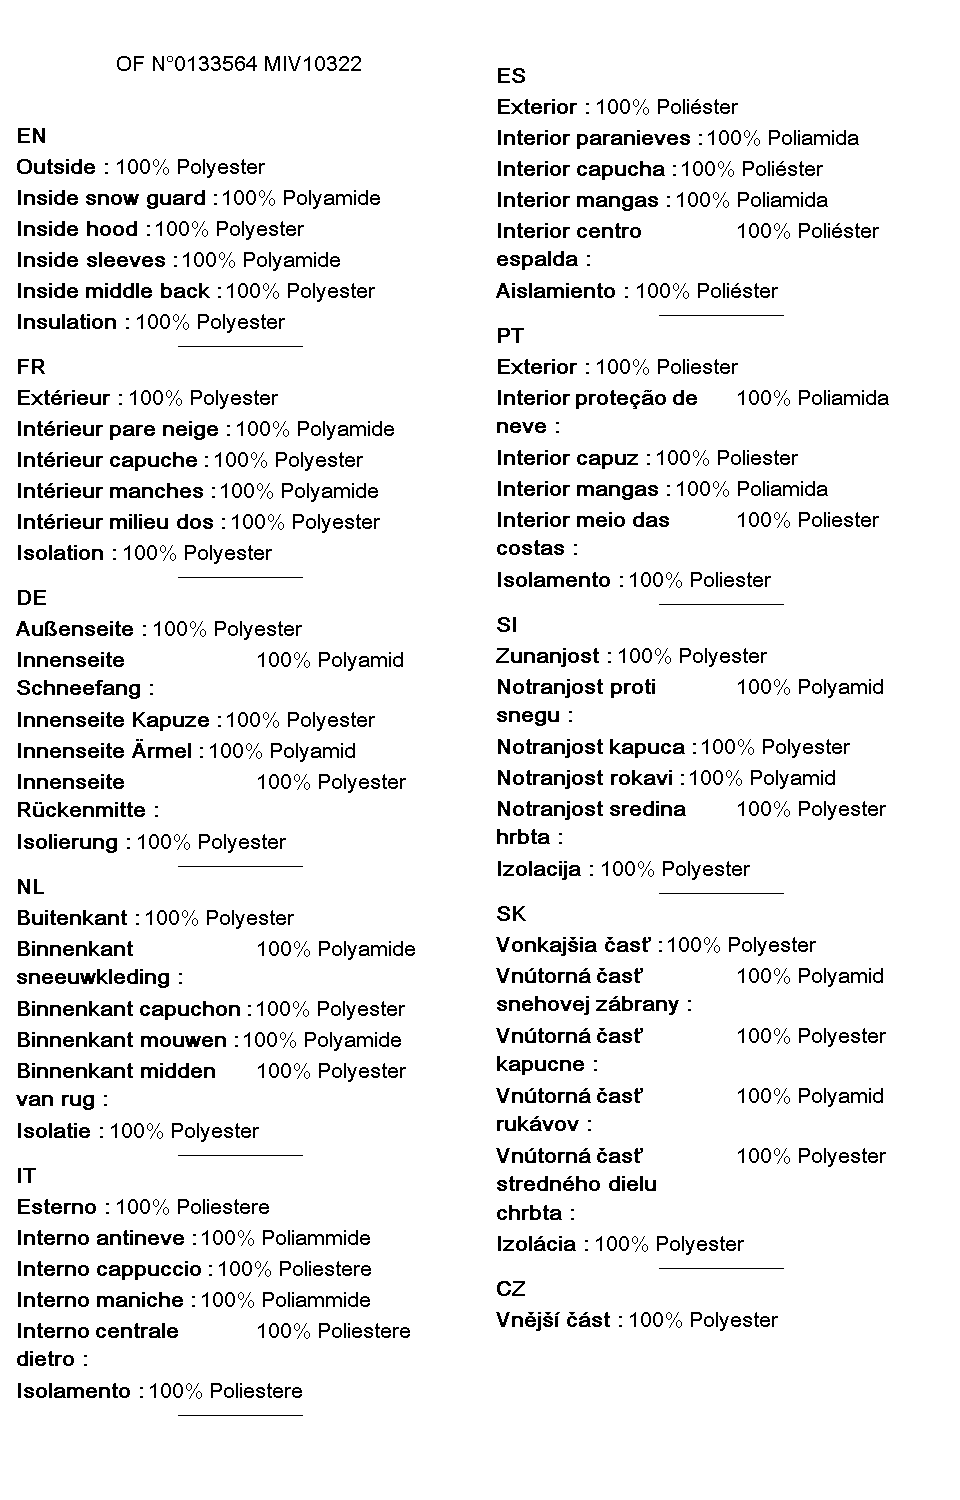 OF N°0133564 MIV10322
EN
Outside : 100% Polyester
Inside snow guard : 100% Polyamide
Inside hood : 100% Polyester
Inside sleeves : 100% Polyamide
Inside middle back : 100% Polyester
Insulation : 100% Polyester
FR
Extérieur : 100% Polyester
Intérieur pare neige : 100% Polyamide
Intérieur capuche : 100% Polyester
Intérieur manches : 100% Polyamide
Intérieur milieu dos : 100% Polyester
Isolation : 100% Polyester
DE
Außenseite : 100% Polyester
Innenseite 100% Polyamid
Schneefang :
Innenseite Kapuze : 100% Polyester
Innenseite Ärmel : 100% Polyamid
Innenseite 100% Polyester
Rückenmitte :
Isolierung : 100% Polyester
NL
Buitenkant : 100% Polyester
Binnenkant 100% Polyamide
sneeuwkleding :
Binnenkant capuchon : 100% Polyester
Binnenkant mouwen : 100% Polyamide
Binnenkant midden 100% Polyester
van rug :
Isolatie : 100% Polyester
IT
Esterno : 100% Poliestere
Interno antineve : 100% Poliammide
Interno cappuccio : 100% Poliestere
Interno maniche : 100% Poliammide
Interno centrale 100% Poliestere
dietro :
Isolamento : 100% Poliestere
ES
Exterior : 100% Poliéster
Interior paranieves : 100% Poliamida
Interior capucha : 100% Poliéster
Interior mangas : 100% Poliamida
Interior centro 100% Poliéster
espalda :
Aislamiento : 100% Poliéster
PT
Exterior : 100% Poliester
Interior proteção de 100% Poliamida
neve :
Interior capuz : 100% Poliester
Interior mangas : 100% Poliamida
Interior meio das 100% Poliester
costas :
Isolamento : 100% Poliester
SI
Zunanjost : 100% Polyester
Notranjost proti 100% Polyamid
snegu :
Notranjost kapuca : 100% Polyester
Notranjost rokavi : 100% Polyamid
Notranjost sredina 100% Polyester
hrbta :
Izolacija : 100% Polyester
SK
Vonkajšia časť : 100% Polyester
Vnútorná časť 100% Polyamid
snehovej zábrany :
Vnútorná časť 100% Polyester
kapucne :
Vnútorná časť 100% Polyamid
rukávov :
Vnútorná časť 100% Polyester
stredného dielu
chrbta :
Izolácia : 100% Polyester
CZ
Vnější část : 100% Polyester